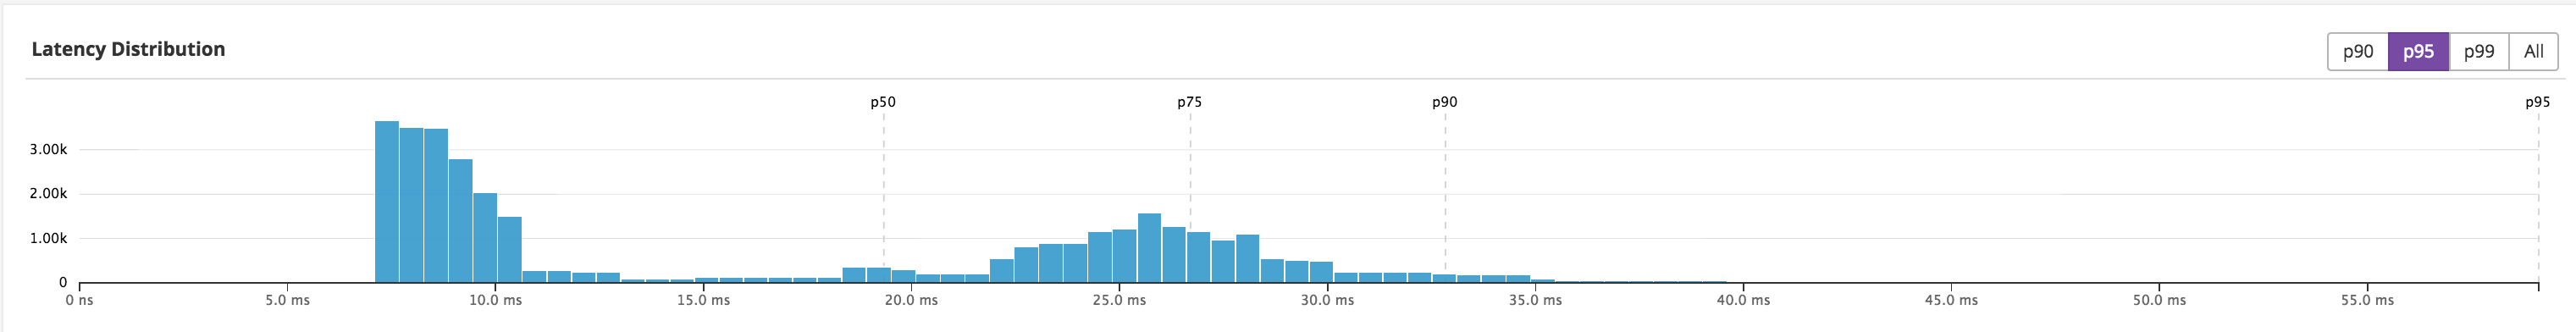 Latency Distribution
p90 p95 p99 All
p50 p75 p90 p95
3.00k
2.00k
1.00k
0
0 ns 5.0 ms 10.0 ms 15.0 ms 20.0 ms 25.0 ms 30.0 ms 35.0 ms 40.0 ms 45.0 ms 50.0 ms 55.0 ms